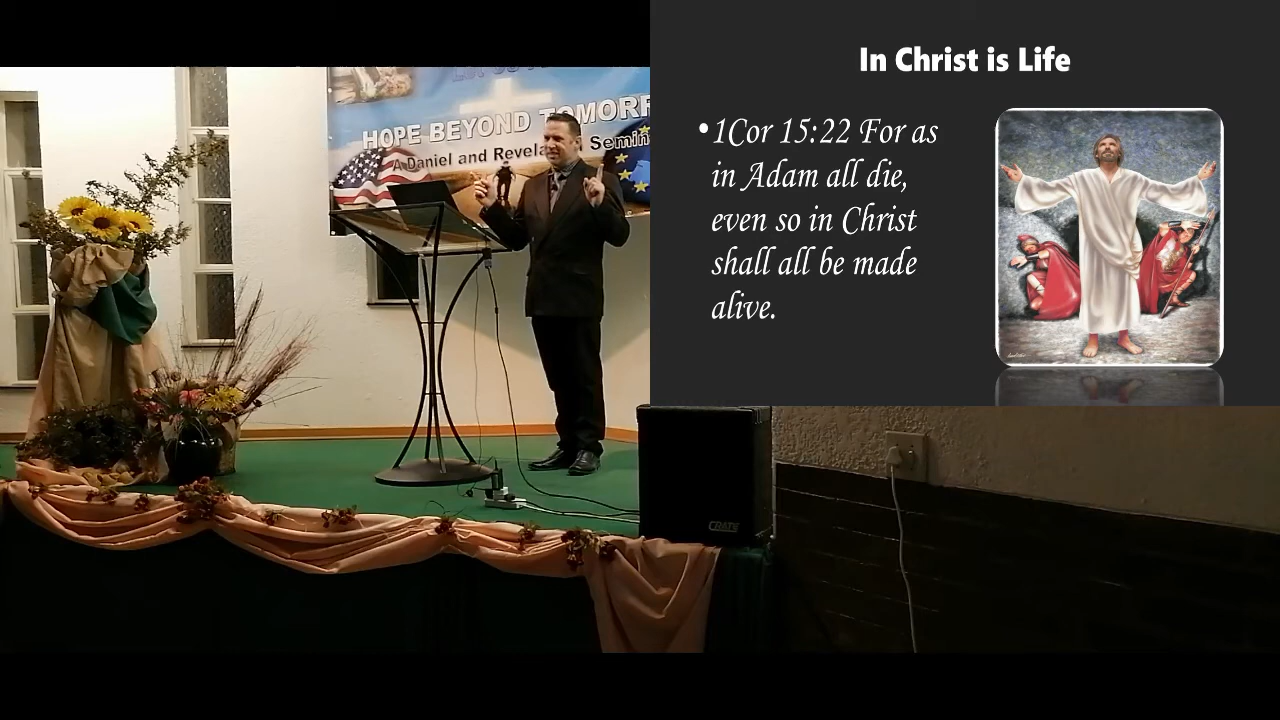 In Christ is Life
•1Cor 15:22 For as
in Adam all die,
even so in Christ
shall all be made
alive.
HOPE BEYOND TOMORR
A Daniel and Revela
Semin
CRATE